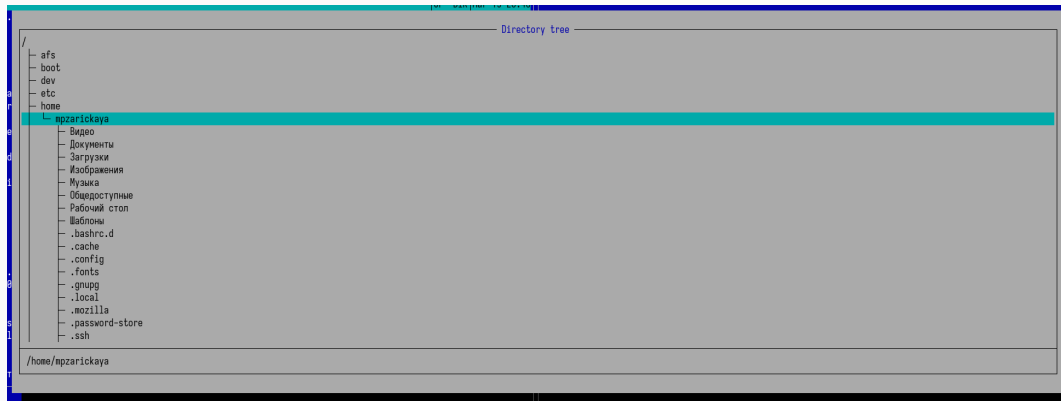 Directory tree
/
afs
boot
dev
etc
home
mpzarickaya
Видео
Документы
Загрузки
Изображения
Музыка
Общедоступные
Рабочий стол
Шаблоны
.bashrc.d
.cache
.config
.fonts
.gnupg
.local
.mozilla
.password-store
.ssh
/home/mpzarickaya